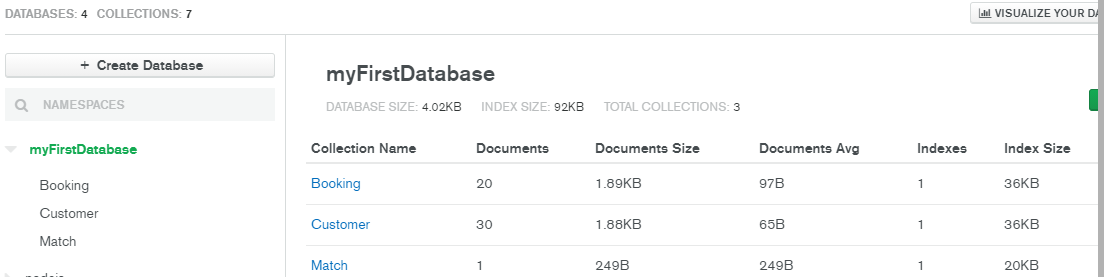 DATABASES: 4 COLLECTIONS: 7
VISUALIZE YOUR DA
+ Create Database
NAMESPACES
myFirstDatabase
Booking
Customer
Match
myFirstDatabase
DATABASE SIZE: 4.02KB INDEX SIZE: 92KB TOTAL COLLECTIONS: 3
Collection Name Documents Documents Size Documents Avg Indexes Index Size
Booking 20 1.89KB 97B 1 36KB
Customer 30 1.88KB 65B 1 36KB
Match 1 249B 249B 1 20KB